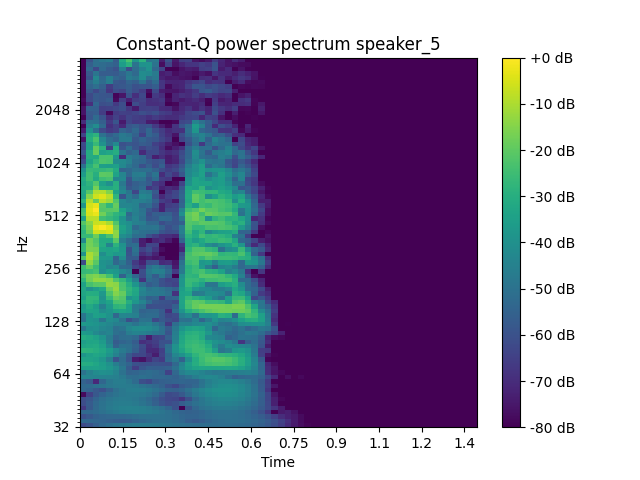 Constant-Q power spectrum speaker_5
Hz
2048
1024
512
256
128
64
32
0 0.15 0.3 0.45 0.6 0.75 0.9 1.1 1.2 1.4
Time
+0 dB
-10 dB
-20 dB
-30 dB
-40 dB
-50 dB
-60 dB
-70 dB
-80 dB